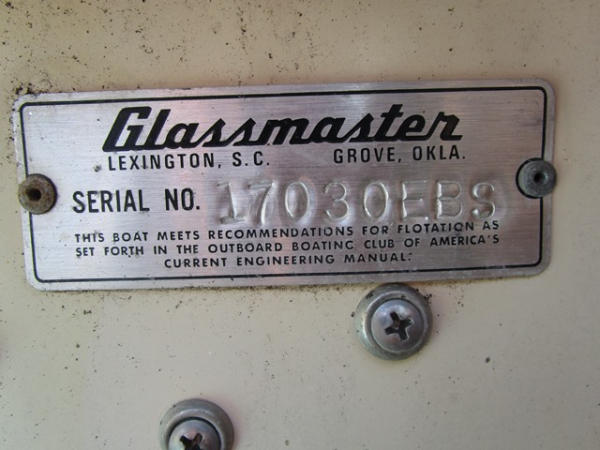 Glassmaster
LEXINGTON, S.C. GROVE, OKLA.
SERIAL NO. 17030EBS
THIS BOAT MEETS RECOMMENDATIONS FOR FLOTATION AS
SET FORTH IN THE OUTBOARD BOATING CLUB OF AMERICA'S
CURRENT ENGINEERING MANUAL.